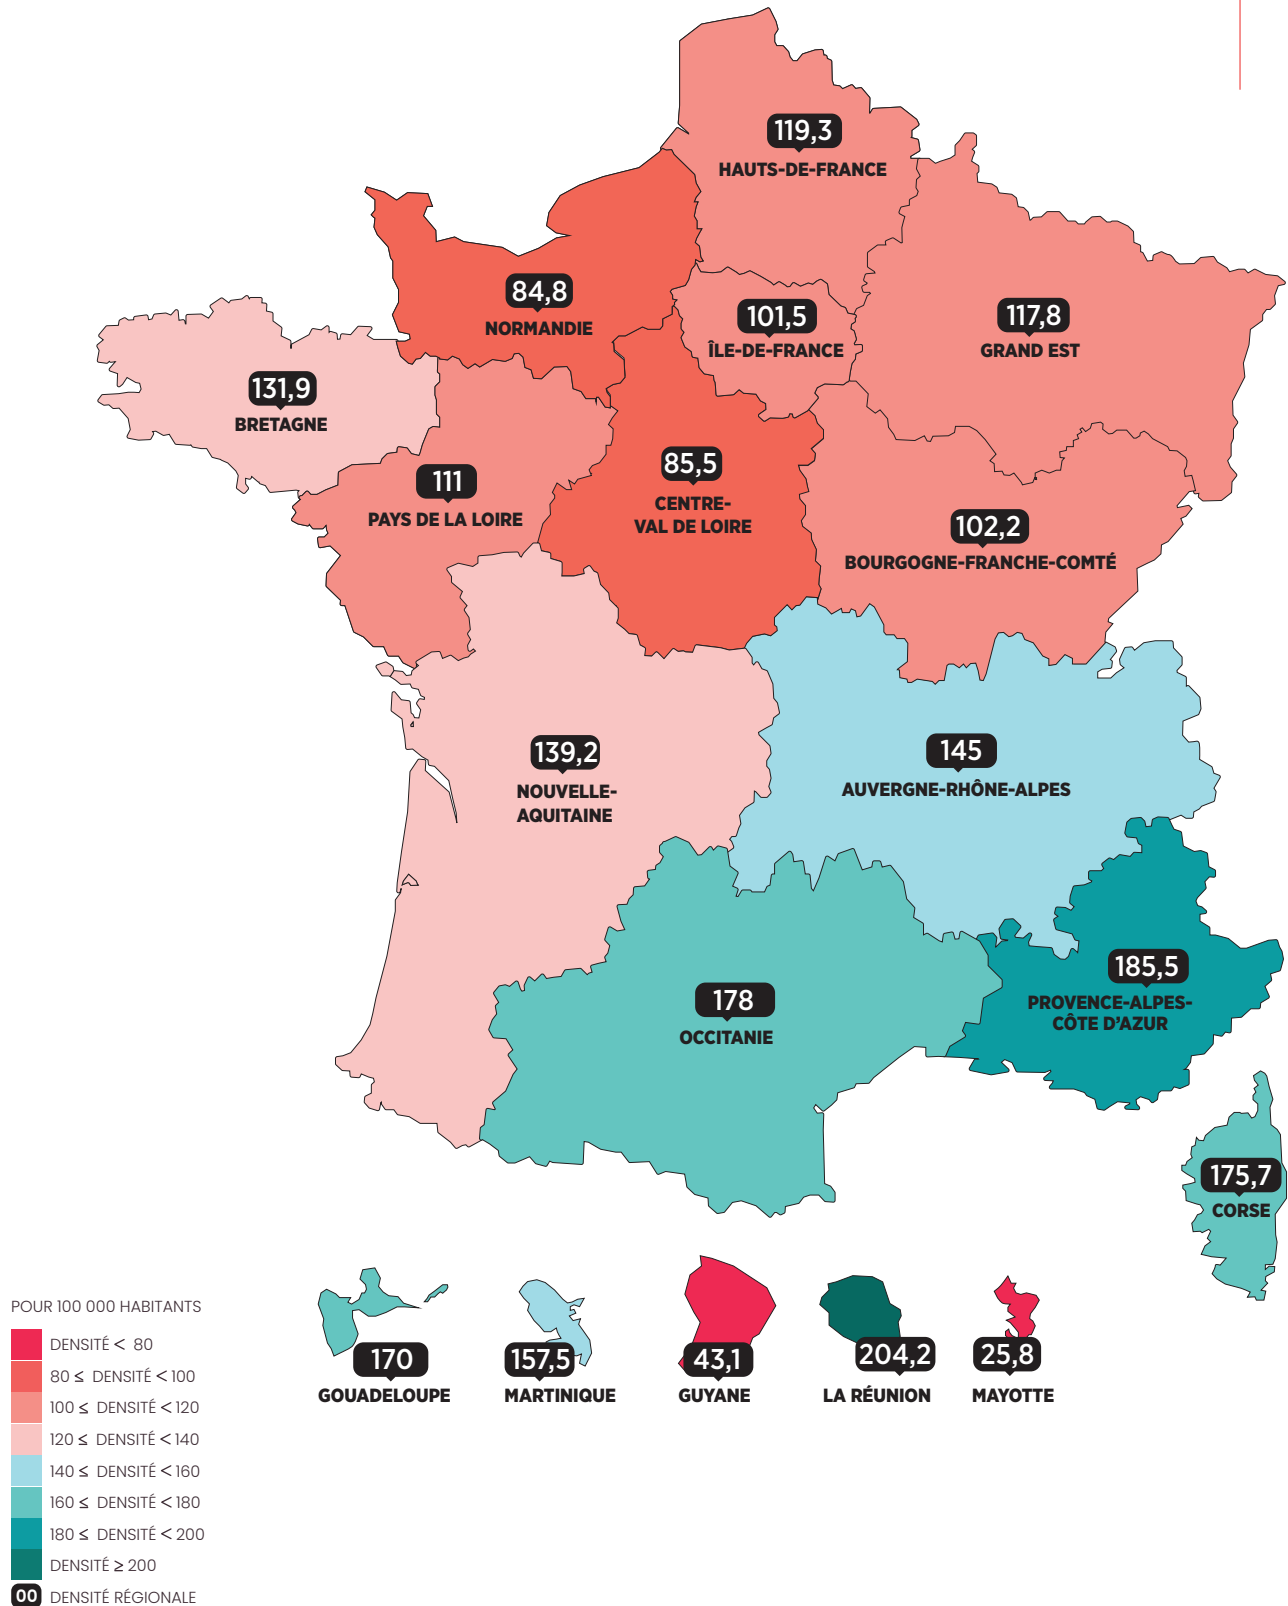 119,3
HAUTS-DE-FRANCE
84,8
NORMANDIE
101,5
ÎLE-DE-FRANCE
117,8
GRAND EST
131,9
BRETAGNE
111
PAYS DE LA LOIRE
85,5
CENTRE-
VAL DE LOIRE
102,2
BOURGOGNE-FRANCHE-COMTÉ
139,2
NOUVELLE-
AQUITAINE
145
AUVERGNE-RHÔNE-ALPES
178
OCCITANIE
185,5
PROVENCE-ALPES-
CÔTE D'AZUR
175,7
CORSE
170
GOUADELOUPE
157,5
MARTINIQUE
43,1
GUYANE
204,2
LA RÉUNION
25,8
MAYOTTE
POUR 100 000 HABITANTS
DENSITÉ < 80
80 ≤ DENSITÉ < 100
100 ≤ DENSITÉ < 120
120 ≤ DENSITÉ < 140
140 ≤ DENSITÉ < 160
160 ≤ DENSITÉ < 180
180 ≤ DENSITÉ < 200
DENSITÉ ≥ 200
00 DENSITÉ RÉGIONALE